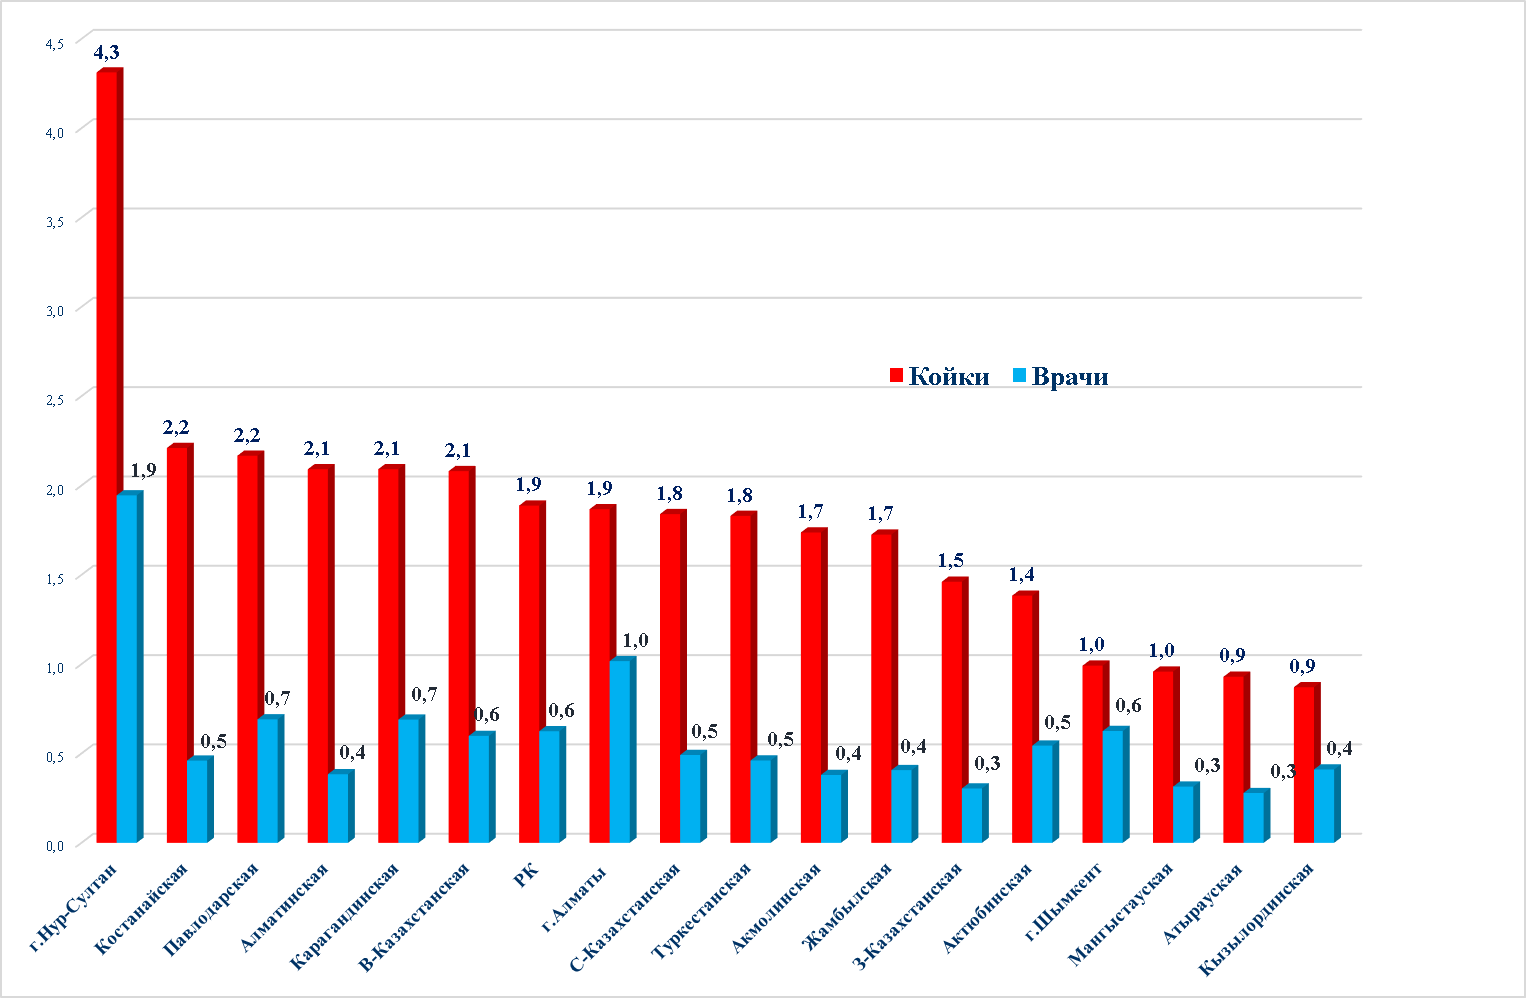 4,5
4,0
3,5
3,0
2,5
2,0
1,5
1,0
0,5
0,0
4,3
1,9
2,2
0,5
2,2
0,7
2,1
0,4
2,1
0,7
2,1
0,6
1,9
0,6
1,9
1,0
1,8
0,5
1,8
0,5
1,7
0,4
1,7
0,4
1,5
0,3
1,4
0,5
1,0
0,6
1,0
0,3
0,9
0,3
0,9
0,4
Койки
Врачи
г.Нур-Султан
Костанайская
Павлодарская
Алматинская
Карагандинская
В-Казахстанская
РК
г.Алматы
С-Казахстанская
Туркестанская
Акмолинская
Жамбылская
З-Казахстанская
Актюбинская
г.Шымкент
Мангыстауская
Атырауская
Кызылординская